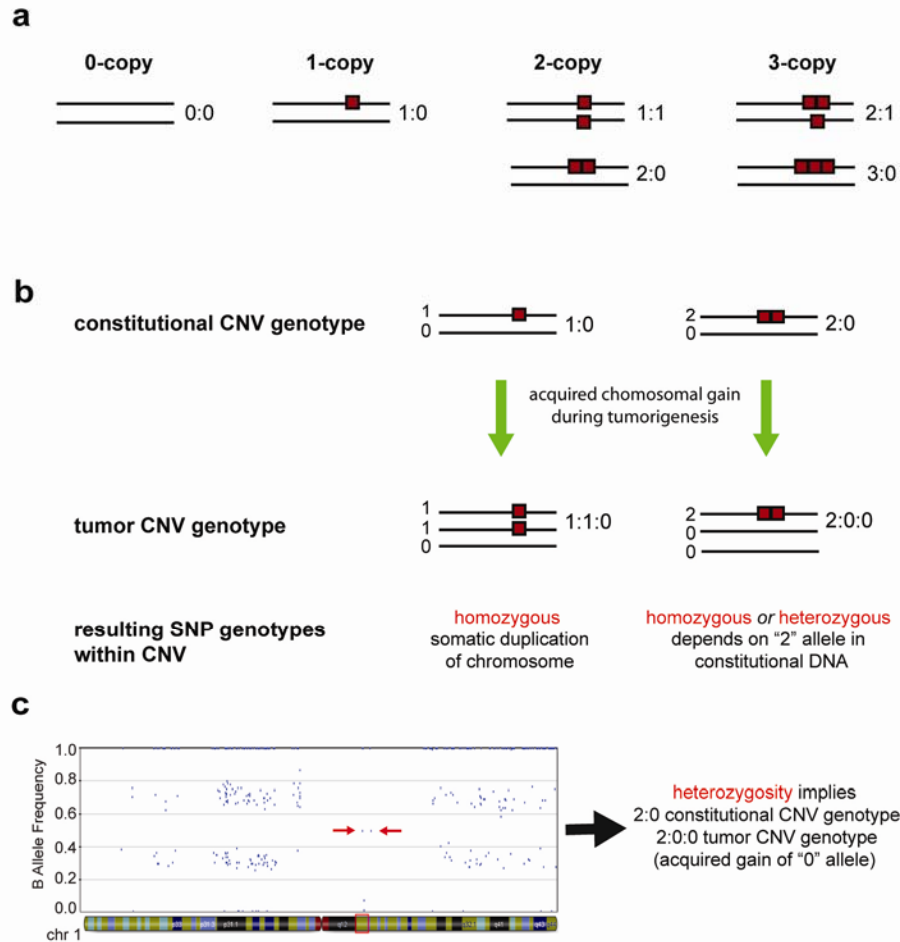 a
0-copy 1-copy 2-copy 3-copy
0:0 1:0 1:1 2:1
2:0 3:0
b
constitutional CNV genotype
1
0
1:0
2
0
2:0
acquired chomosomal gain
during tumorigenesis
tumor CNV genotype
1
1
0
1:1:0
2
0
0
2:0:0
resulting SNP genotypes
within CNV
homozygous
somatic duplication
of chromosome
homozygous or heterozygous
depends on "2" allele in
constitutional DNA
c
B Allele Frequency
1.0
0.8
0.6
0.4
0.2
0.0
chr 1
q12
q41
q43
heterozygosity implies
2:0 constitutional CNV genotype
2:0:0 tumor CNV genotype
(acquired gain of "0" allele)